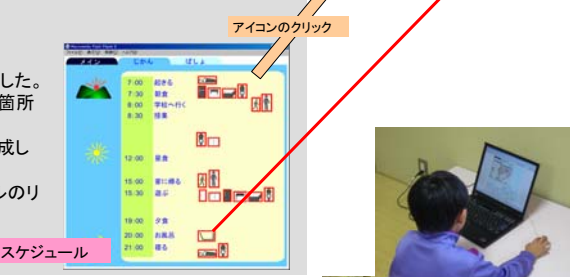 アイコンのクリック
した。
箇所
成し
ルのリ
スケジュール
Macromedia Flash Player 6
メイン じかん ばしょ
7:00 起きる
7:30 朝食
8:00 学校へ行く
8:30 授業
12:00 昼食
15:00 家に帰る
15:30 遊ぶ
19:00 夕食
20:00 お風呂
21:00 寝る